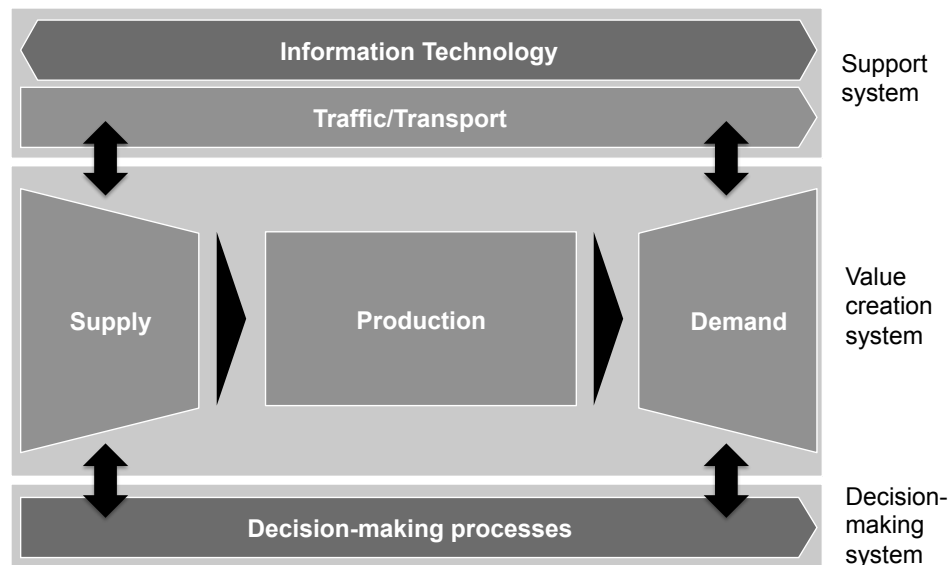 Information Technology
Traffic/Transport
Support
system
Supply
Production
Demand
Value
creation
system
Decision-making processes
Decision-
making
system